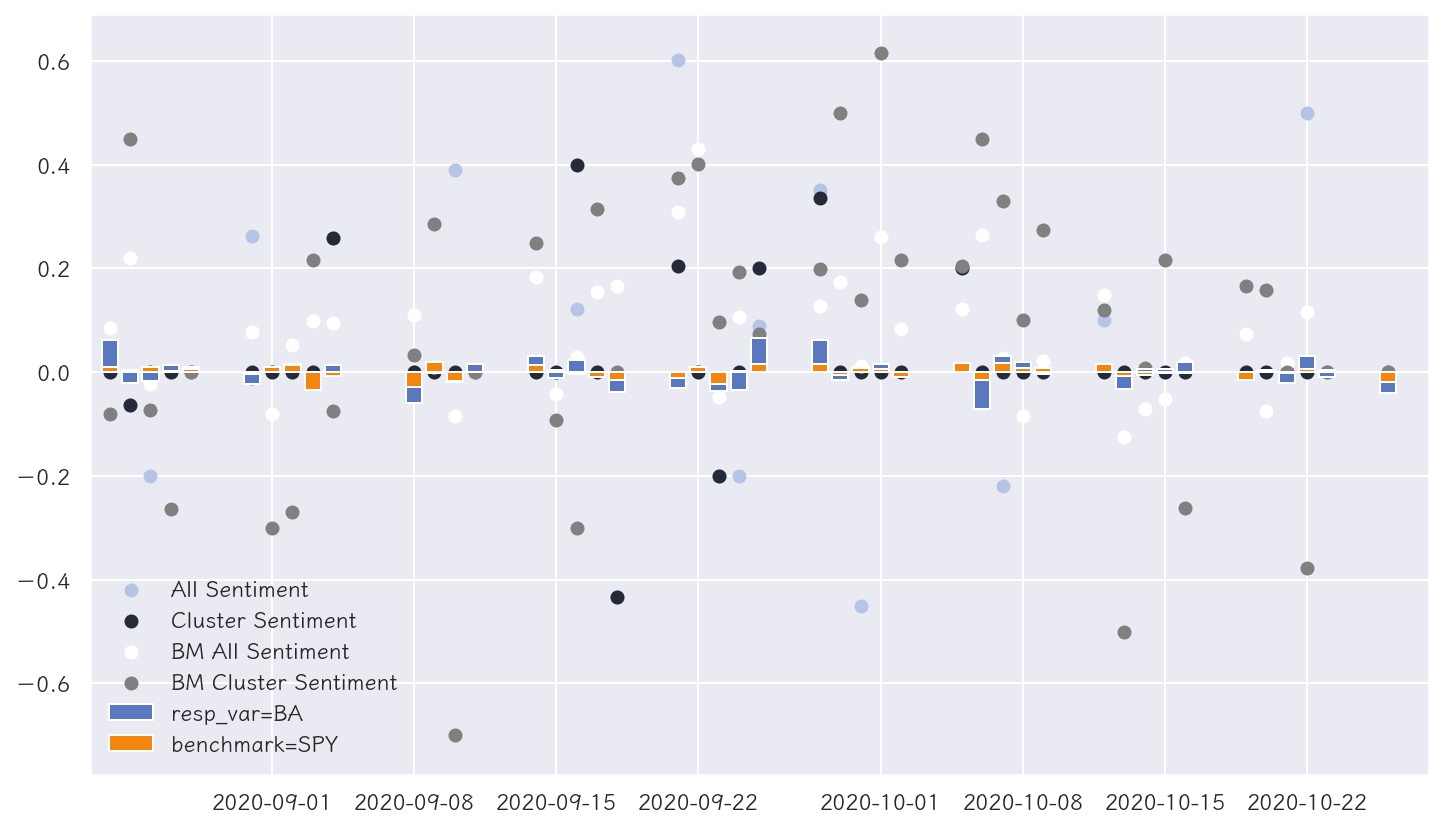 0.6
0.4
0.2
0.0
−0.2
−0.4
−0.6
All Sentiment
Cluster Sentiment
BM All Sentiment
BM Cluster Sentiment
resp_var=BA
benchmark=SPY
2020-09-01 2020-09-08 2020-09-15 2020-09-22 2020-10-01 2020-10-08 2020-10-15 2020-10-22